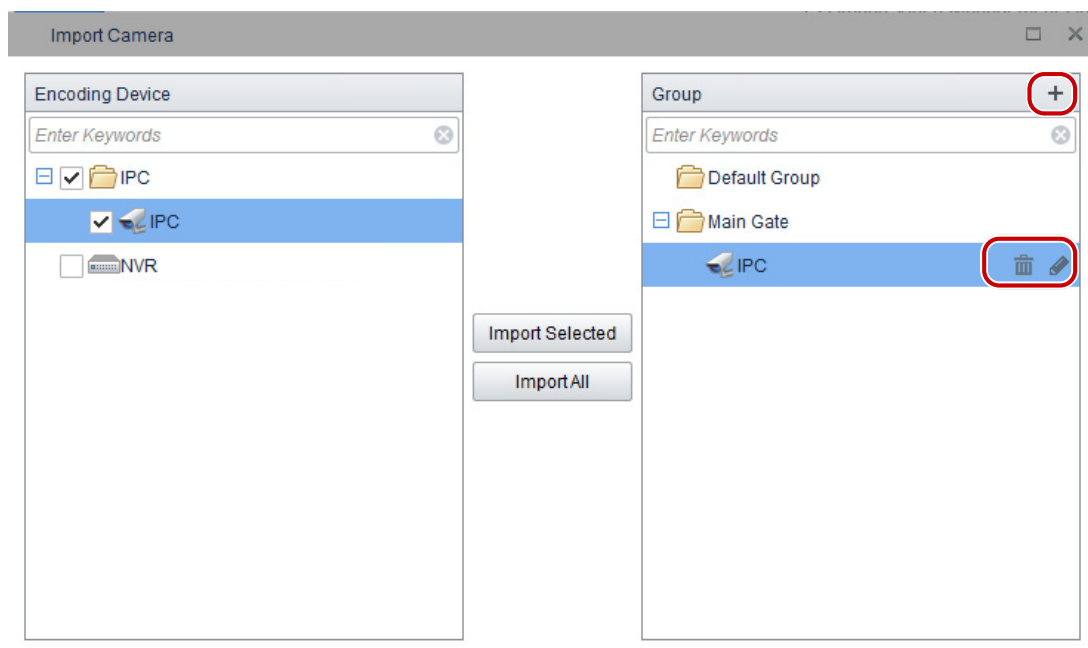 Import Camera
Encoding Device
Enter Keywords
IPC
IPC
NVR
Import Selected
Import All
Group
Enter Keywords
Default Group
Main Gate
IPC